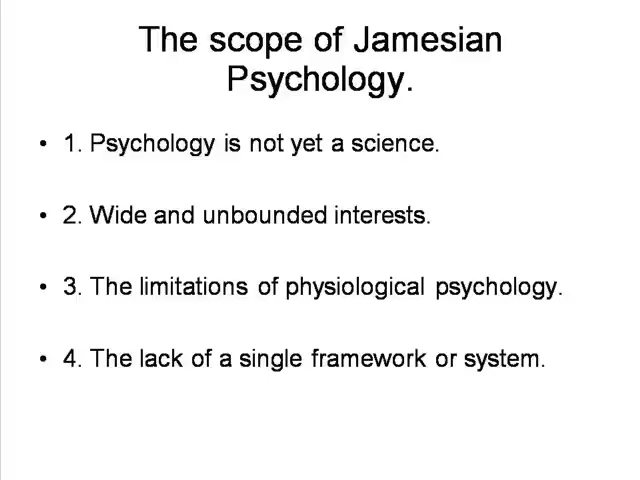 The scope of Jamesian
Psychology.
• 1. Psychology is not yet a science.
• 2. Wide and unbounded interests.
• 3. The limitations of physiological psychology.
• 4. The lack of a single framework or system.